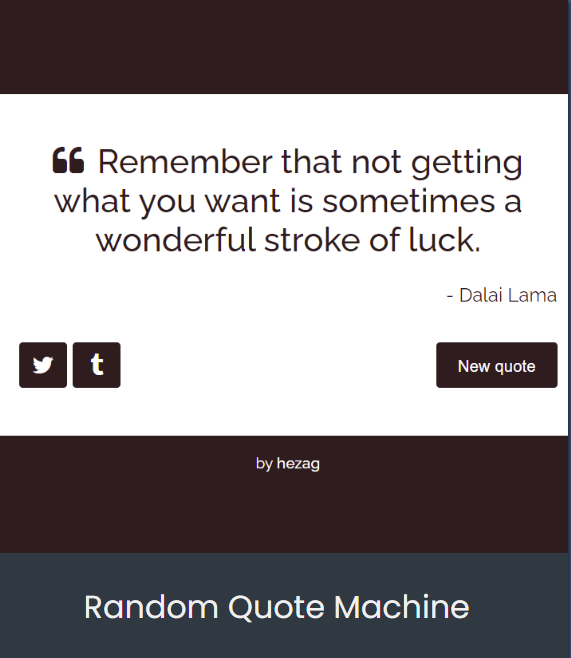 ❝ Remember that not getting
what you want is sometimes a
wonderful stroke of luck.
- Dalai Lama
t
New quote
by hezag
Random Quote Machine